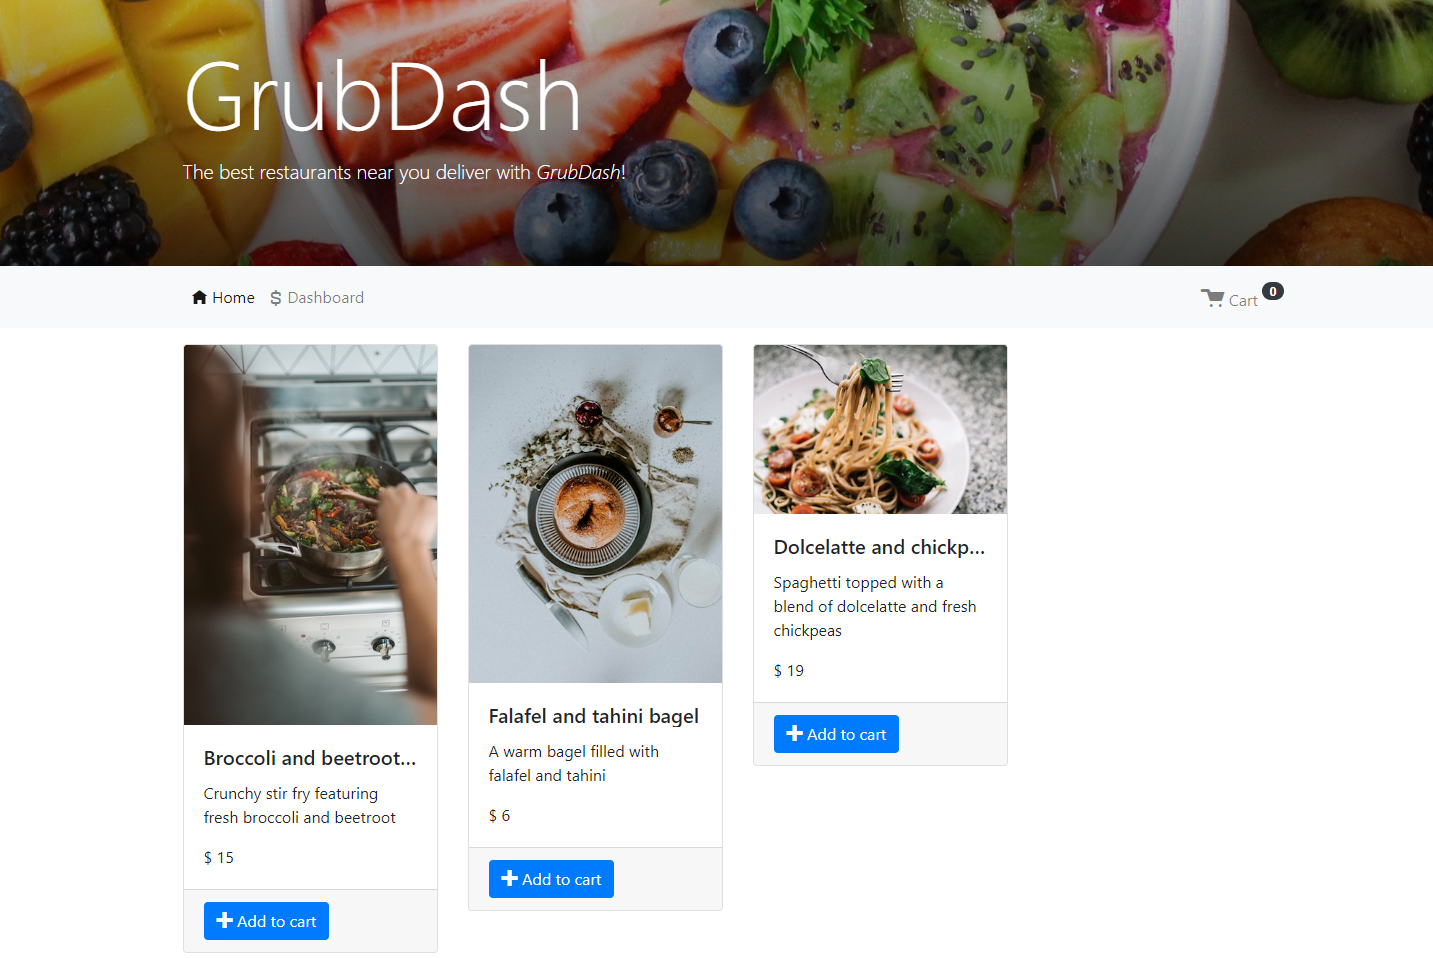 GrubDash
The best restaurants near you deliver with GrubDash!
Home
Dashboard
Cart 0
Broccoli and beetroot...
Crunchy stir fry featuring
fresh broccoli and beetroot
$ 15
Add to cart
Falafel and tahini bagel
A warm bagel filled with
falafel and tahini
$ 6
Add to cart
Dolcelatte and chickp...
Spaghetti topped with a
blend of dolcelatte and fresh
chickpeas
$ 19
Add to cart